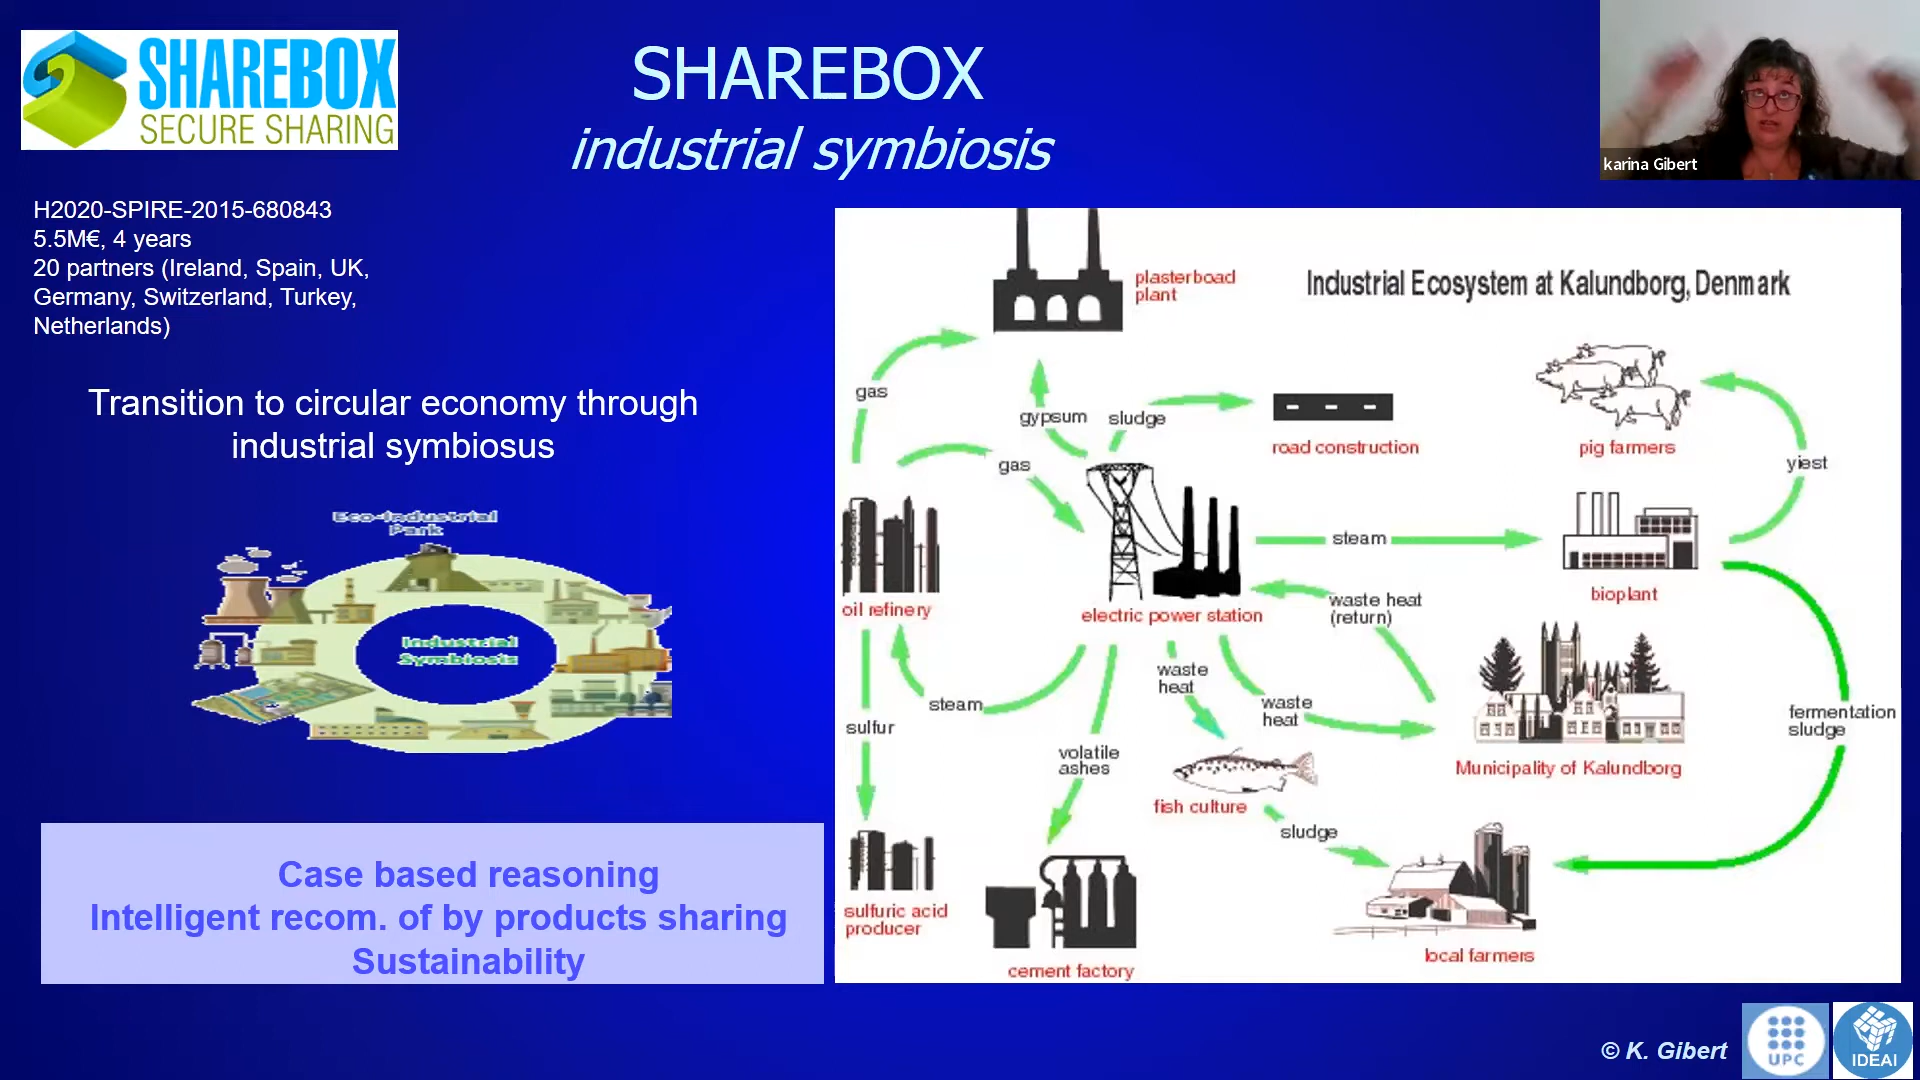 SHAREBOX
SECURE SHARING
SHAREBOX
industrial symbiosis
karina Gibert
H2020-SPIRE-2015-680843
5.5M€, 4 years
20 partners (Ireland, Spain, UK,
Germany, Switzerland, Turkey,
Netherlands)
Transition to circular economy through
industrial symbiosus
Eco-Industrial
Park
Industrial
Symbiosis
Case based reasoning
Intelligent recom. of by products sharing
Sustainability
Industrial Ecosystem at Kalundborg, Denmark
plasterboad
plant
gas
gypsum
sludge
road construction
pig farmers
yiest
gas
steam
oil refinery
electric power station
waste heat
(return)
bioplant
waste
heat
waste
heat
steam
sulfur
volatile
ashes
fermentation
sludge
Municipality of Kalundborg
fish culture
sludge
sulfuric acid
producer
cement factory
local farmers
© K. Gibert
UPC
IDEAI